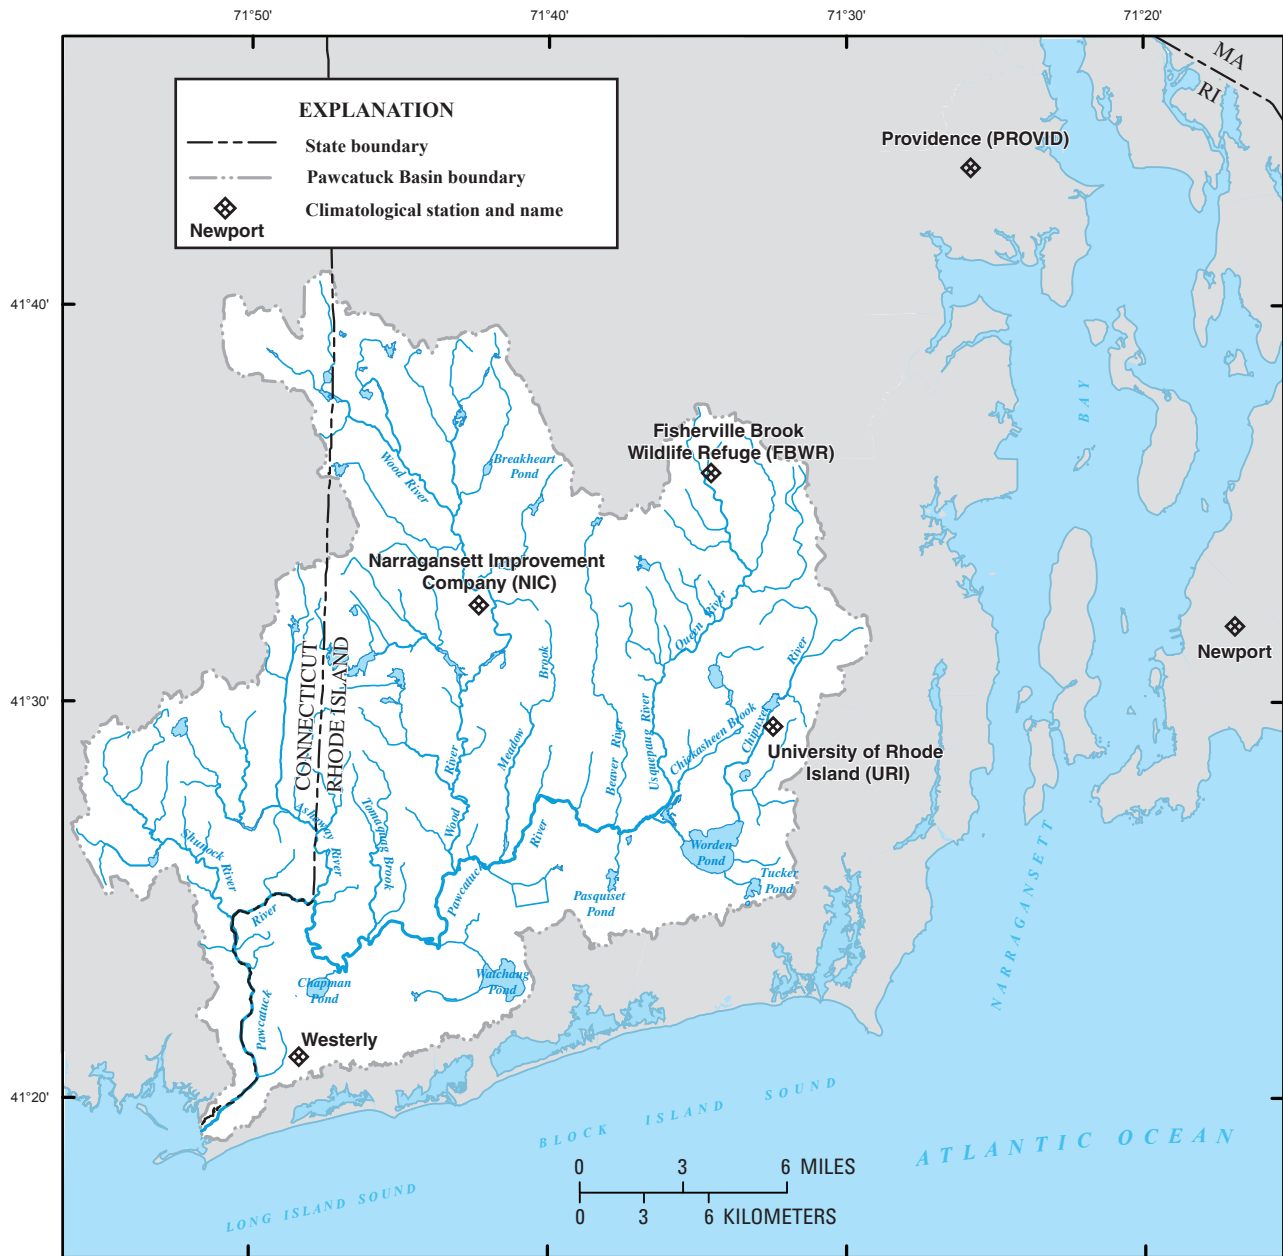 71°50'
71°40'
71°30'
71°20'
MA
RI
EXPLANATION
State boundary
Pawcatuck Basin boundary
Climatological station and name
Newport
Providence (PROVID)
41°40'
BAY
Fisherville Brook
Wildlife Refuge (FBWR)
Wood River
Breakheart
Pond
Narragansett Improvement
Company (NIC)
Queen River
River
Newport
CONNECTICUT
RHODE ISLAND
Brook
41°30'
Usquepaug River
Chickasheen Brook
Chipuxet
Beaver River
Meadow
River
Wood
University of Rhode
Island (URI)
Ashaway
River
Tomaquag Brook
Shunock River
River
Worden
Pond
Tucker
Pond
Pawcatuck
Pasquiset
Pond
River
NARRAGANSETT
Chapman
Pond
Watchaug
Pond
Pawcatuck
Westerly
41°20'
BLOCK ISLAND SOUND
ATLANTIC OCEAN
LONG ISLAND SOUND
0 3 6 MILES
0 3 6 KILOMETERS